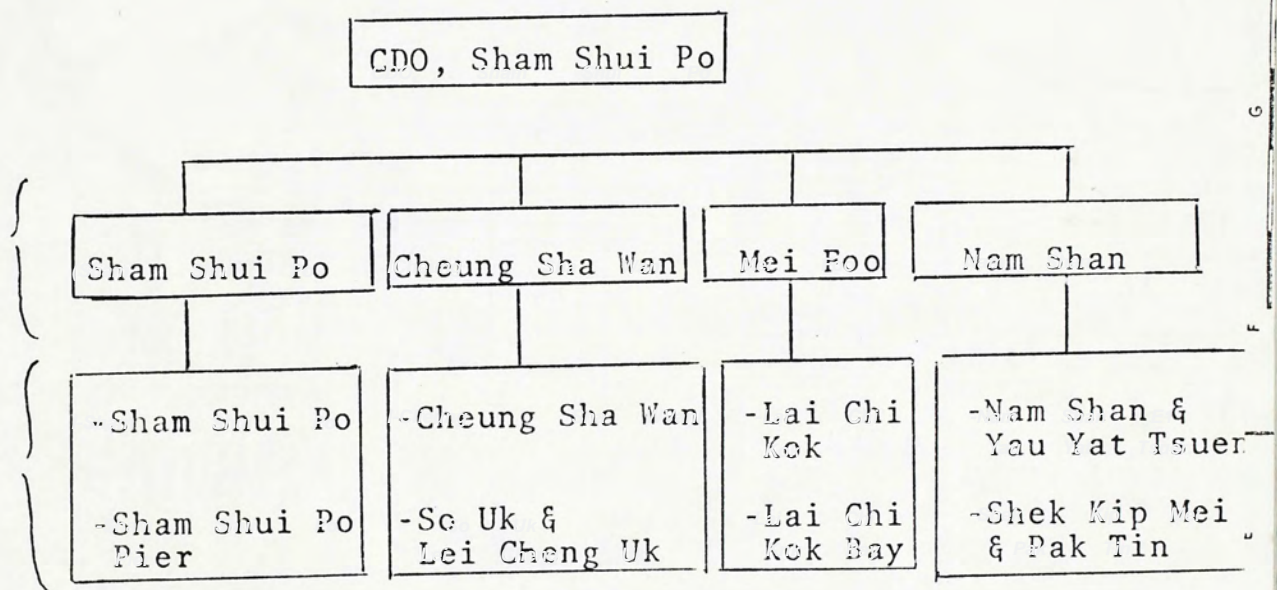 CDO, Sham Shui Po
Sham Shui Po
Cheung Sha Wan
Mei Foo
Nam Shan
-Sham Shui Po
-Sham Shui Po
Pier
-Cheung Sha Wan
-So Uk &
Lei Cheng Uk
-Lai Chi
Kok
-Lai Chi
Kok Bay
-Nam Shan &
Yau Yat Tsuen
-Shek Kip Mei
& Pak Tin
G
F